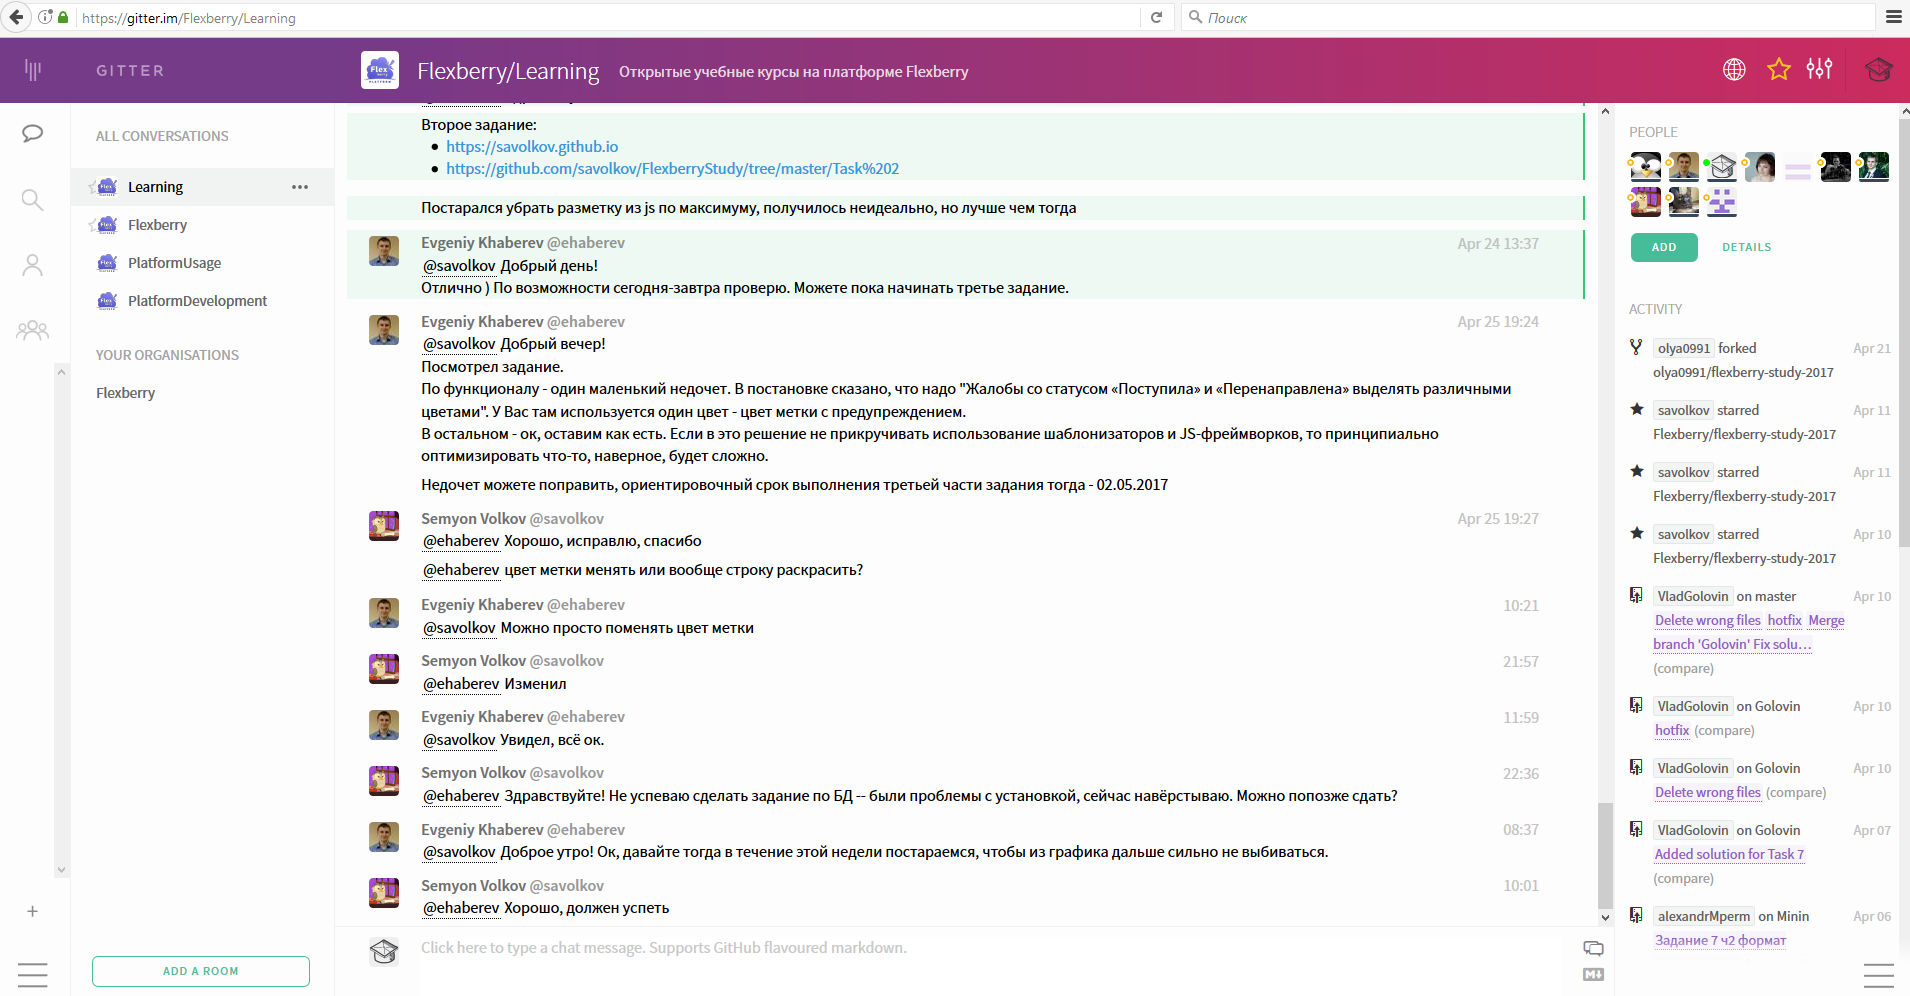 https://gitter.im/Flexberry/Learning
Поиск
GITTER
Flexberry/Learning
Открытые учебные курсы на платформе Flexberry
ALL CONVERSATIONS
Learning
Flexberry
PlatformUsage
PlatformDevelopment
YOUR ORGANISATIONS
Flexberry
ADD A ROOM
Второе задание:
https://savolkov.github.io
https://github.com/savolkov/FlexberryStudy/tree/master/Task%202
Постарался убрать разметку из js по максимуму, получилось неидеально, но лучше чем тогда
Evgeniy Khaberev @ehaberev Apr 24 13:37
@savolkov Добрый день!
Отлично ) По возможности сегодня-завтра проверю. Можете пока начинать третье задание.
Evgeniy Khaberev @ehaberev Apr 25 19:24
@savolkov Добрый вечер!
Посмотрел задание.
По функционалу - один маленький недочет. В постановке сказано, что надо "Жалобы со статусом «Поступила» и «Перенаправлена» выделять различными
цветами". У Вас там используется один цвет - цвет метки с предупреждением.
В остальном - ок, оставим как есть. Если в это решение не прикручивать использование шаблонизаторов и JS-фреймворков, то принципиально
оптимизировать что-то, наверное, будет сложно.
Недочет можете поправить, ориентировочный срок выполнения третьей части задания тогда - 02.05.2017
Semyon Volkov @savolkov Apr 25 19:27
@ehaberev Хорошо, исправлю, спасибо
@ehaberev цвет метки менять или вообще строку раскрасить?
Evgeniy Khaberev @ehaberev 10:21
@savolkov Можно просто поменять цвет метки
Semyon Volkov @savolkov 21:57
@ehaberev Изменил
Evgeniy Khaberev @ehaberev 11:59
@savolkov Увидел, всё ок.
Semyon Volkov @savolkov 22:36
@ehaberev Здравствуйте! Не успеваю сделать задание по БД -- были проблемы с установкой, сейчас навёрстываю. Можно попозже сдать?
Evgeniy Khaberev @ehaberev 08:37
@savolkov Доброе утро! Ок, давайте тогда в течение этой недели постараемся, чтобы из графика дальше сильно не выбиваться.
Semyon Volkov @savolkov 10:01
@ehaberev Хорошо, должен успеть
Click here to type a chat message. Supports GitHub flavoured markdown.
PEOPLE
ADD DETAILS
ACTIVITY
olya0991 forked Apr 21
olya0991/flexberry-study-2017
savolkov starred Apr 11
Flexberry/flexberry-study-2017
savolkov starred Apr 11
Flexberry/flexberry-study-2017
savolkov starred Apr 10
Flexberry/flexberry-study-2017
VladGolovin on master Apr 10
Delete wrong files hotfix Merge
branch 'Golovin' Fix solu…
(compare)
VladGolovin on Golovin Apr 10
hotfix (compare)
VladGolovin on Golovin Apr 10
Delete wrong files (compare)
VladGolovin on Golovin Apr 07
Added solution for Task 7
(compare)
alexandrMperm on Minin Apr 06
Задание 7 ч2 формат